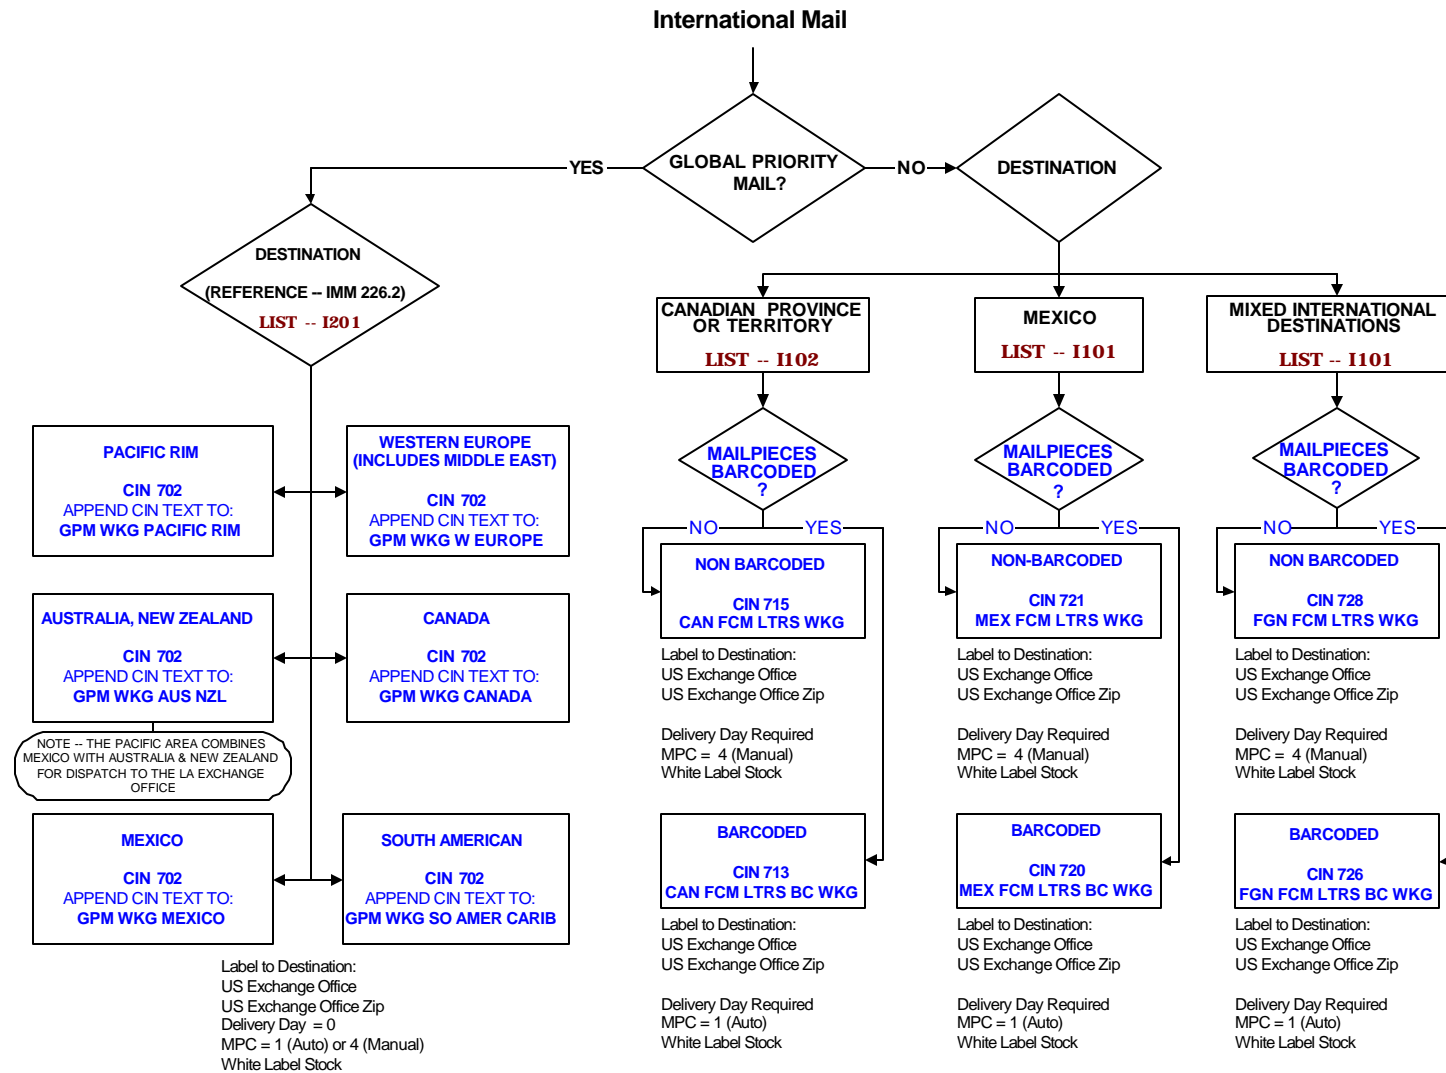 International Mail
GLOBAL PRIORITY
MAIL?
YES
NO
DESTINATION
DESTINATION
(REFERENCE -- IMM 226.2)
LIST -- I201
PACIFIC RIM
CIN 702
APPEND CIN TEXT TO:
GPM WKG PACIFIC RIM
WESTERN EUROPE
(INCLUDES MIDDLE EAST)
CIN 702
APPEND CIN TEXT TO:
GPM WKG W EUROPE
AUSTRALIA, NEW ZEALAND
CIN 702
APPEND CIN TEXT TO:
GPM WKG AUS NZL
CANADA
CIN 702
APPEND CIN TEXT TO:
GPM WKG CANADA
NOTE -- THE PACIFIC AREA COMBINES
MEXICO WITH AUSTRALIA & NEW ZEALAND
FOR DISPATCH TO THE LA EXCHANGE
OFFICE
MEXICO
CIN 702
APPEND CIN TEXT TO:
GPM WKG MEXICO
SOUTH AMERICAN
CIN 702
APPEND CIN TEXT TO:
GPM WKG SO AMER CARIB
Label to Destination:
US Exchange Office
US Exchange Office Zip
Delivery Day = 0
MPC = 1 (Auto) or 4 (Manual)
White Label Stock
CANADIAN PROVINCE
OR TERRITORY
LIST -- I102
MAILPIECES
BARCODED
?
NO
YES
NON BARCODED
CIN 715
CAN FCM LTRS WKG
Label to Destination:
US Exchange Office
US Exchange Office Zip
Delivery Day Required
MPC = 4 (Manual)
White Label Stock
BARCODED
CIN 713
CAN FCM LTRS BC WKG
Label to Destination:
US Exchange Office
US Exchange Office Zip
Delivery Day Required
MPC = 1 (Auto)
White Label Stock
MEXICO
LIST -- I101
MAILPIECES
BARCODED
?
NO
YES
NON-BARCODED
CIN 721
MEX FCM LTRS WKG
Label to Destination:
US Exchange Office
US Exchange Office Zip
Delivery Day Required
MPC = 4 (Manual)
White Label Stock
BARCODED
CIN 720
MEX FCM LTRS BC WKG
Label to Destination:
US Exchange Office
US Exchange Office Zip
Delivery Day Required
MPC = 1 (Auto)
White Label Stock
MIXED INTERNATIONAL
DESTINATIONS
LIST -- I101
MAILPIECES
BARCODED
?
NO
YES
NON BARCODED
CIN 728
FGN FCM LTRS WKG
Label to Destination:
US Exchange Office
US Exchange Office Zip
Delivery Day Required
MPC = 4 (Manual)
White Label Stock
BARCODED
CIN 726
FGN FCM LTRS BC WKG
Label to Destination:
US Exchange Office
US Exchange Office Zip
Delivery Day Required
MPC = 1 (Auto)
White Label Stock